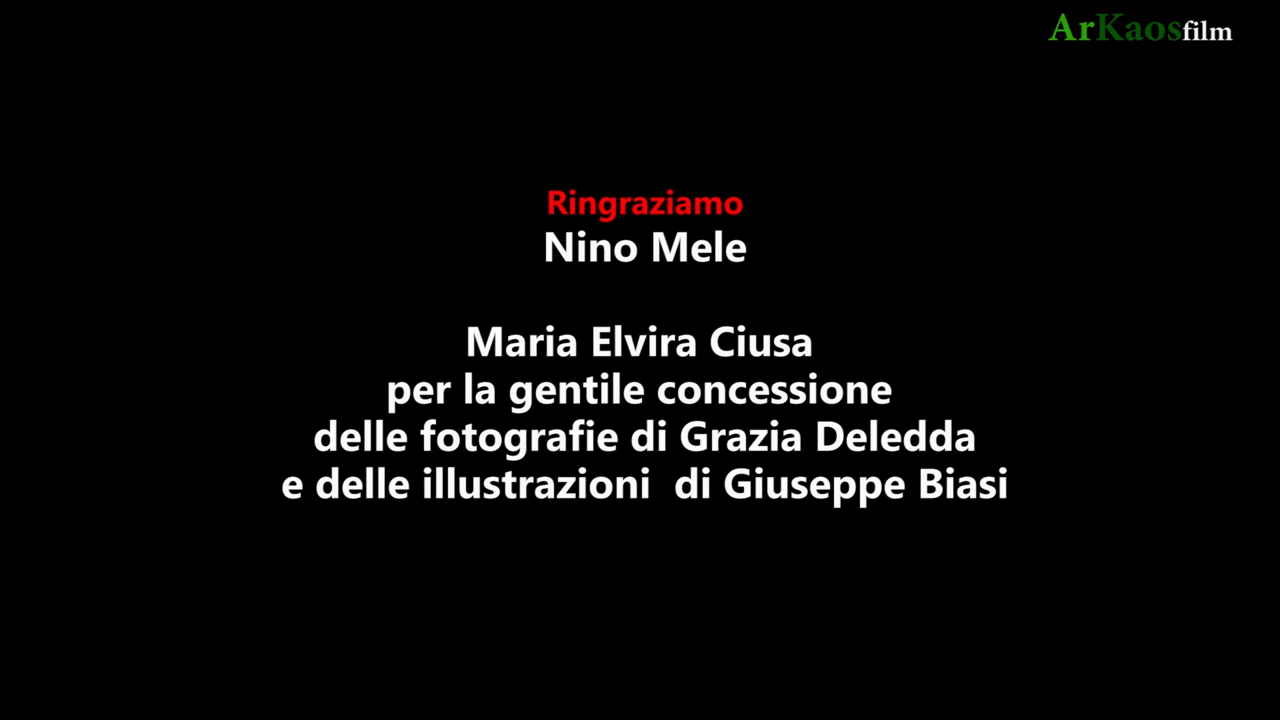 ArKaosfilm
Ringraziamo
Nino Mele
Maria Elvira Ciusa
per la gentile concessione
delle fotografie di Grazia Deledda
e delle illustrazioni  di Giuseppe Biasi